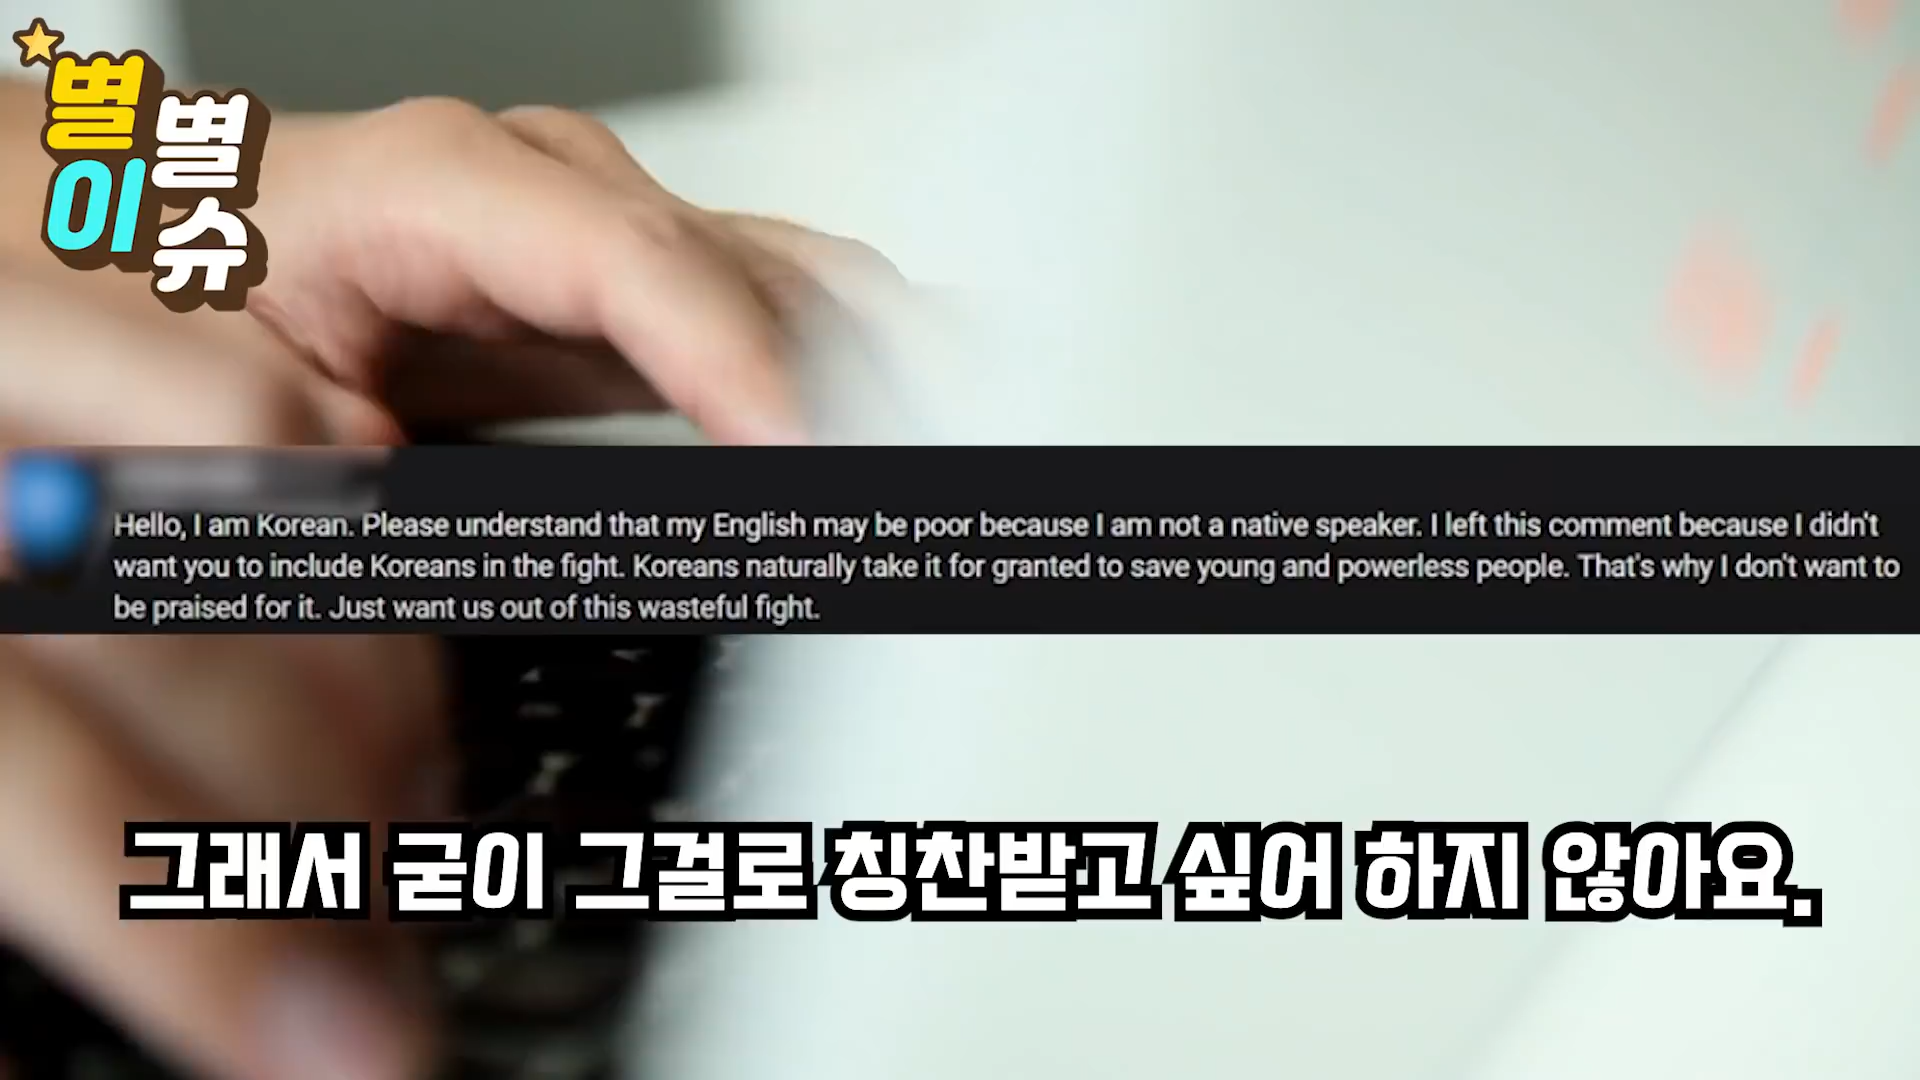 별별
이슈
Hello, I am Korean. Please understand that my English may be poor because I am not a native speaker. I left this comment because I didn't
want you to include Koreans in the fight. Koreans naturally take it for granted to save young and powerless people. That's why I don't want to
be praised for it. Just want us out of this wasteful fight.
그래서 굳이 그걸로 칭찬받고 싶어 하지 않아요.